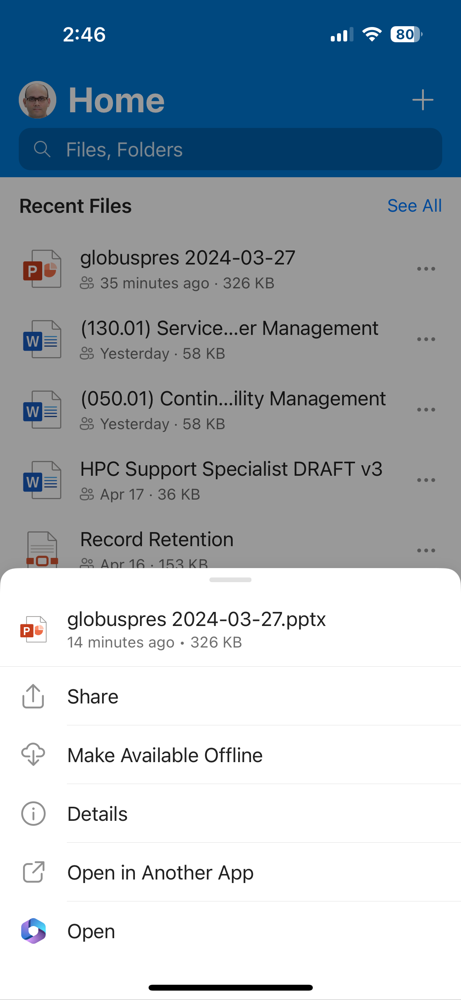 2:46
80
Home
Files, Folders
Recent Files
See All
P
globuspres 2024-03-27
35 minutes ago · 326 KB
W
(130.01) Service...er Management
Yesterday · 58 KB
W
(050.01) Contin...ility Management
Yesterday · 58 KB
W
HPC Support Specialist DRAFT v3
Apr 17 · 36 KB
Record Retention
Apr 16 · 153 KB
P
globuspres 2024-03-27.pptx
14 minutes ago • 326 KB
Share
Make Available Offline
Details
Open in Another App
Open